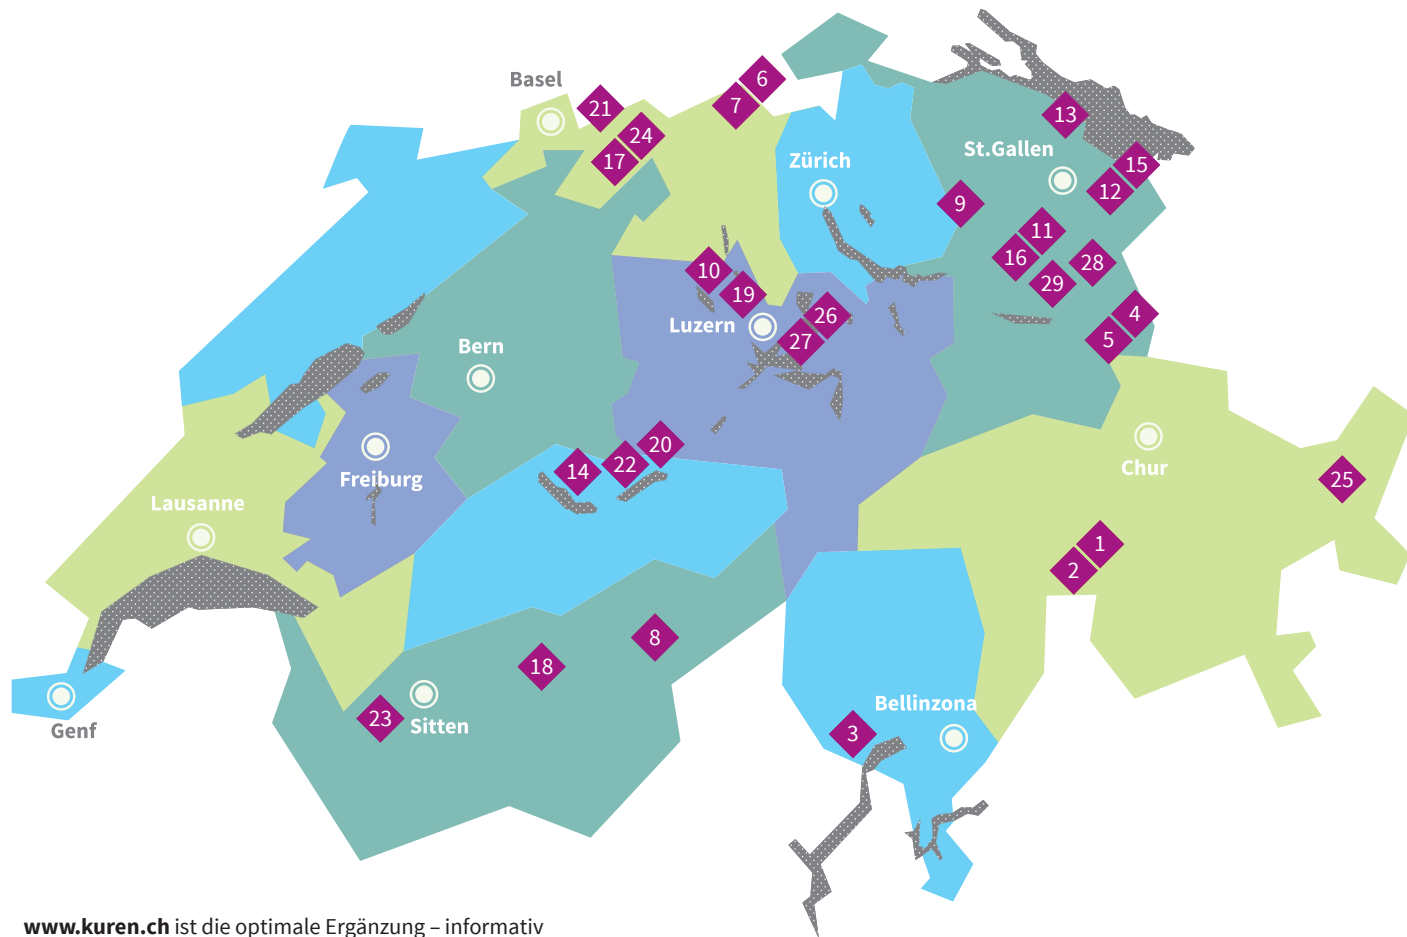 6
Basel
7
21
13
24
St.Gallen
Zürich
17
15
12
9
11
16
28
10
29
19
4
26
Luzern
27
5
Bern
20
14
22
Freiburg
Chur
25
Lausanne
1
2
8
18
Bellinzona
23
Sitten
Genf
3
www.kuren.ch ist die optimale Ergänzung – informativ